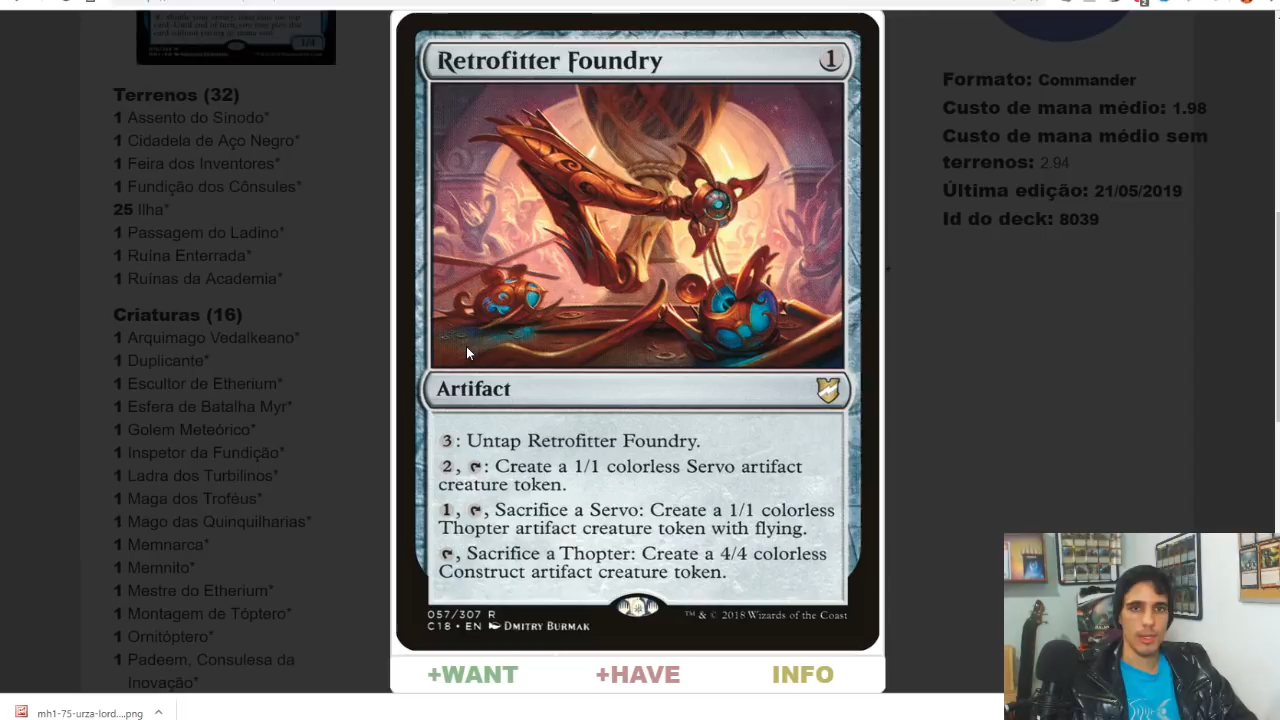 1/4
Terrenos (32)
1 Assento do Sínodo*
1 Cidadela de Aço Negro*
1 Feira dos Inventores*
1 Fundição dos Cônsules*
25 Ilha*
1 Passagem do Ladino*
1 Ruína Enterrada*
1 Ruínas da Academia*
Criaturas (16)
1 Arquimago Vedalkeano*
1 Duplicante*
1 Escultor de Etherium*
1 Esfera de Batalha Myr*
1 Golem Meteórico*
1 Inspetor da Fundição*
1 Ladra dos Turbilinos*
1 Maga dos Troféus*
1 Mago das Quinquilharias*
1 Memnarca*
1 Memnito*
1 Mestre do Etherium*
1 Montagem de Tóptero*
1 Ornitóptero*
1 Padeem, Consulesa da
Inovação*
Retrofitter Foundry 1
Artifact
3: Untap Retrofitter Foundry.
2, : Create a 1/1 colorless Servo artifact
creature token.
1, , Sacrifice a Servo: Create a 1/1 colorless
Thopter artifact creature token with flying.
, Sacrifice a Thopter: Create a 4/4 colorless
Construct artifact creature token.
057/307 R
C18 • EN Dmitry Burmak
™ & © 2018 Wizards of the Coast
+WANT +HAVE INFO
Formato: Commander
Custo de mana médio: 1.98
Custo de mana médio sem
terrenos: 2.94
Última edição: 21/05/2019
Id do deck: 8039
mh1-75-urza-lord....png